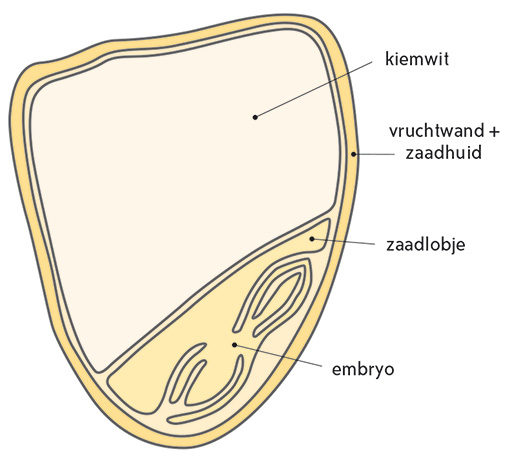 kiemwit
vruchtwand +
zaadhuid
zaadlobje
embryo